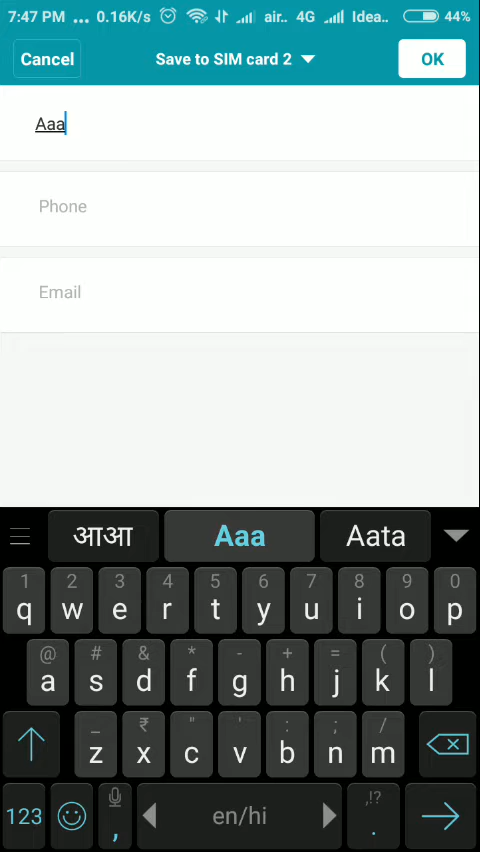 7:47 PM ... 0.16K/s air.. 4G Idea.. 44%
Cancel Save to SIM card 2 OK
Aaa
Phone
Email
आआ Aaa Aata
1 2 3 4 5 6 7 8 9 0
q w e r t y u i o p
@ # & * - + = ( )
a s d f g h j k l
_ ₹ " ' : ; /
z x c v b n m
,!?
123 , en/hi .